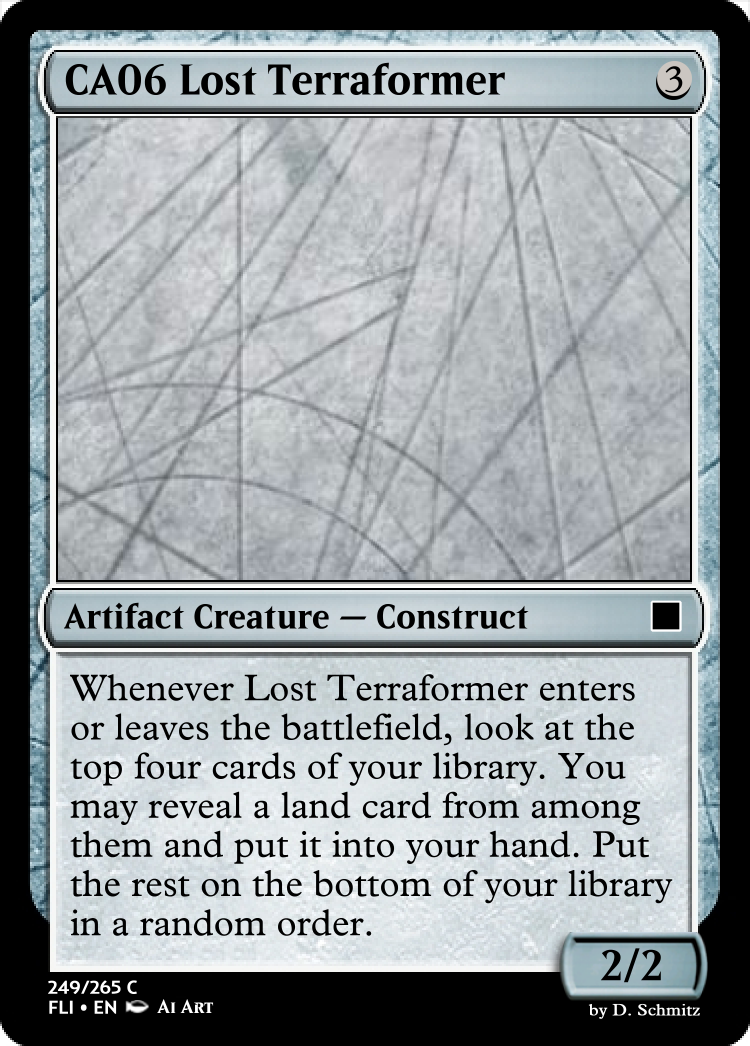 CA06 Lost Terraformer 3
Artifact Creature — Construct
Whenever Lost Terraformer enters
or leaves the battlefield, look at the
top four cards of your library. You
may reveal a land card from among
them and put it into your hand. Put
the rest on the bottom of your library
in a random order.
2/2
249/265 C
FLI • EN AI ART
by D. Schmitz